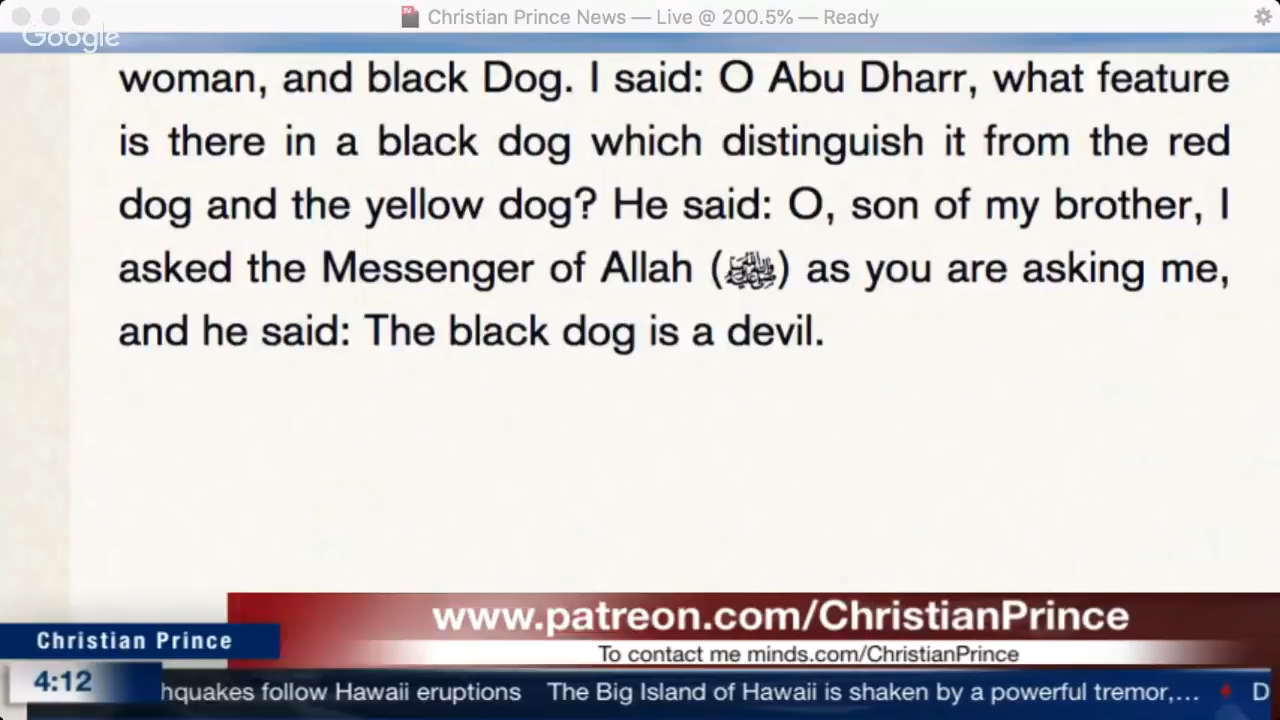 Christian Prince News — Live @ 200.5% — Ready
Google
woman, and black Dog. I said: O Abu Dharr, what feature
is there in a black dog which distinguish it from the red
dog and the yellow dog? He said: O, son of my brother, I
asked the Messenger of Allah (ﷺ) as you are asking me,
and he said: The black dog is a devil.
www.patreon.com/ChristianPrince
Christian Prince
To contact me minds.com/ChristianPrince
4:12
hquakes follow Hawaii eruptions The Big Island of Hawaii is shaken by a powerful tremor,... D